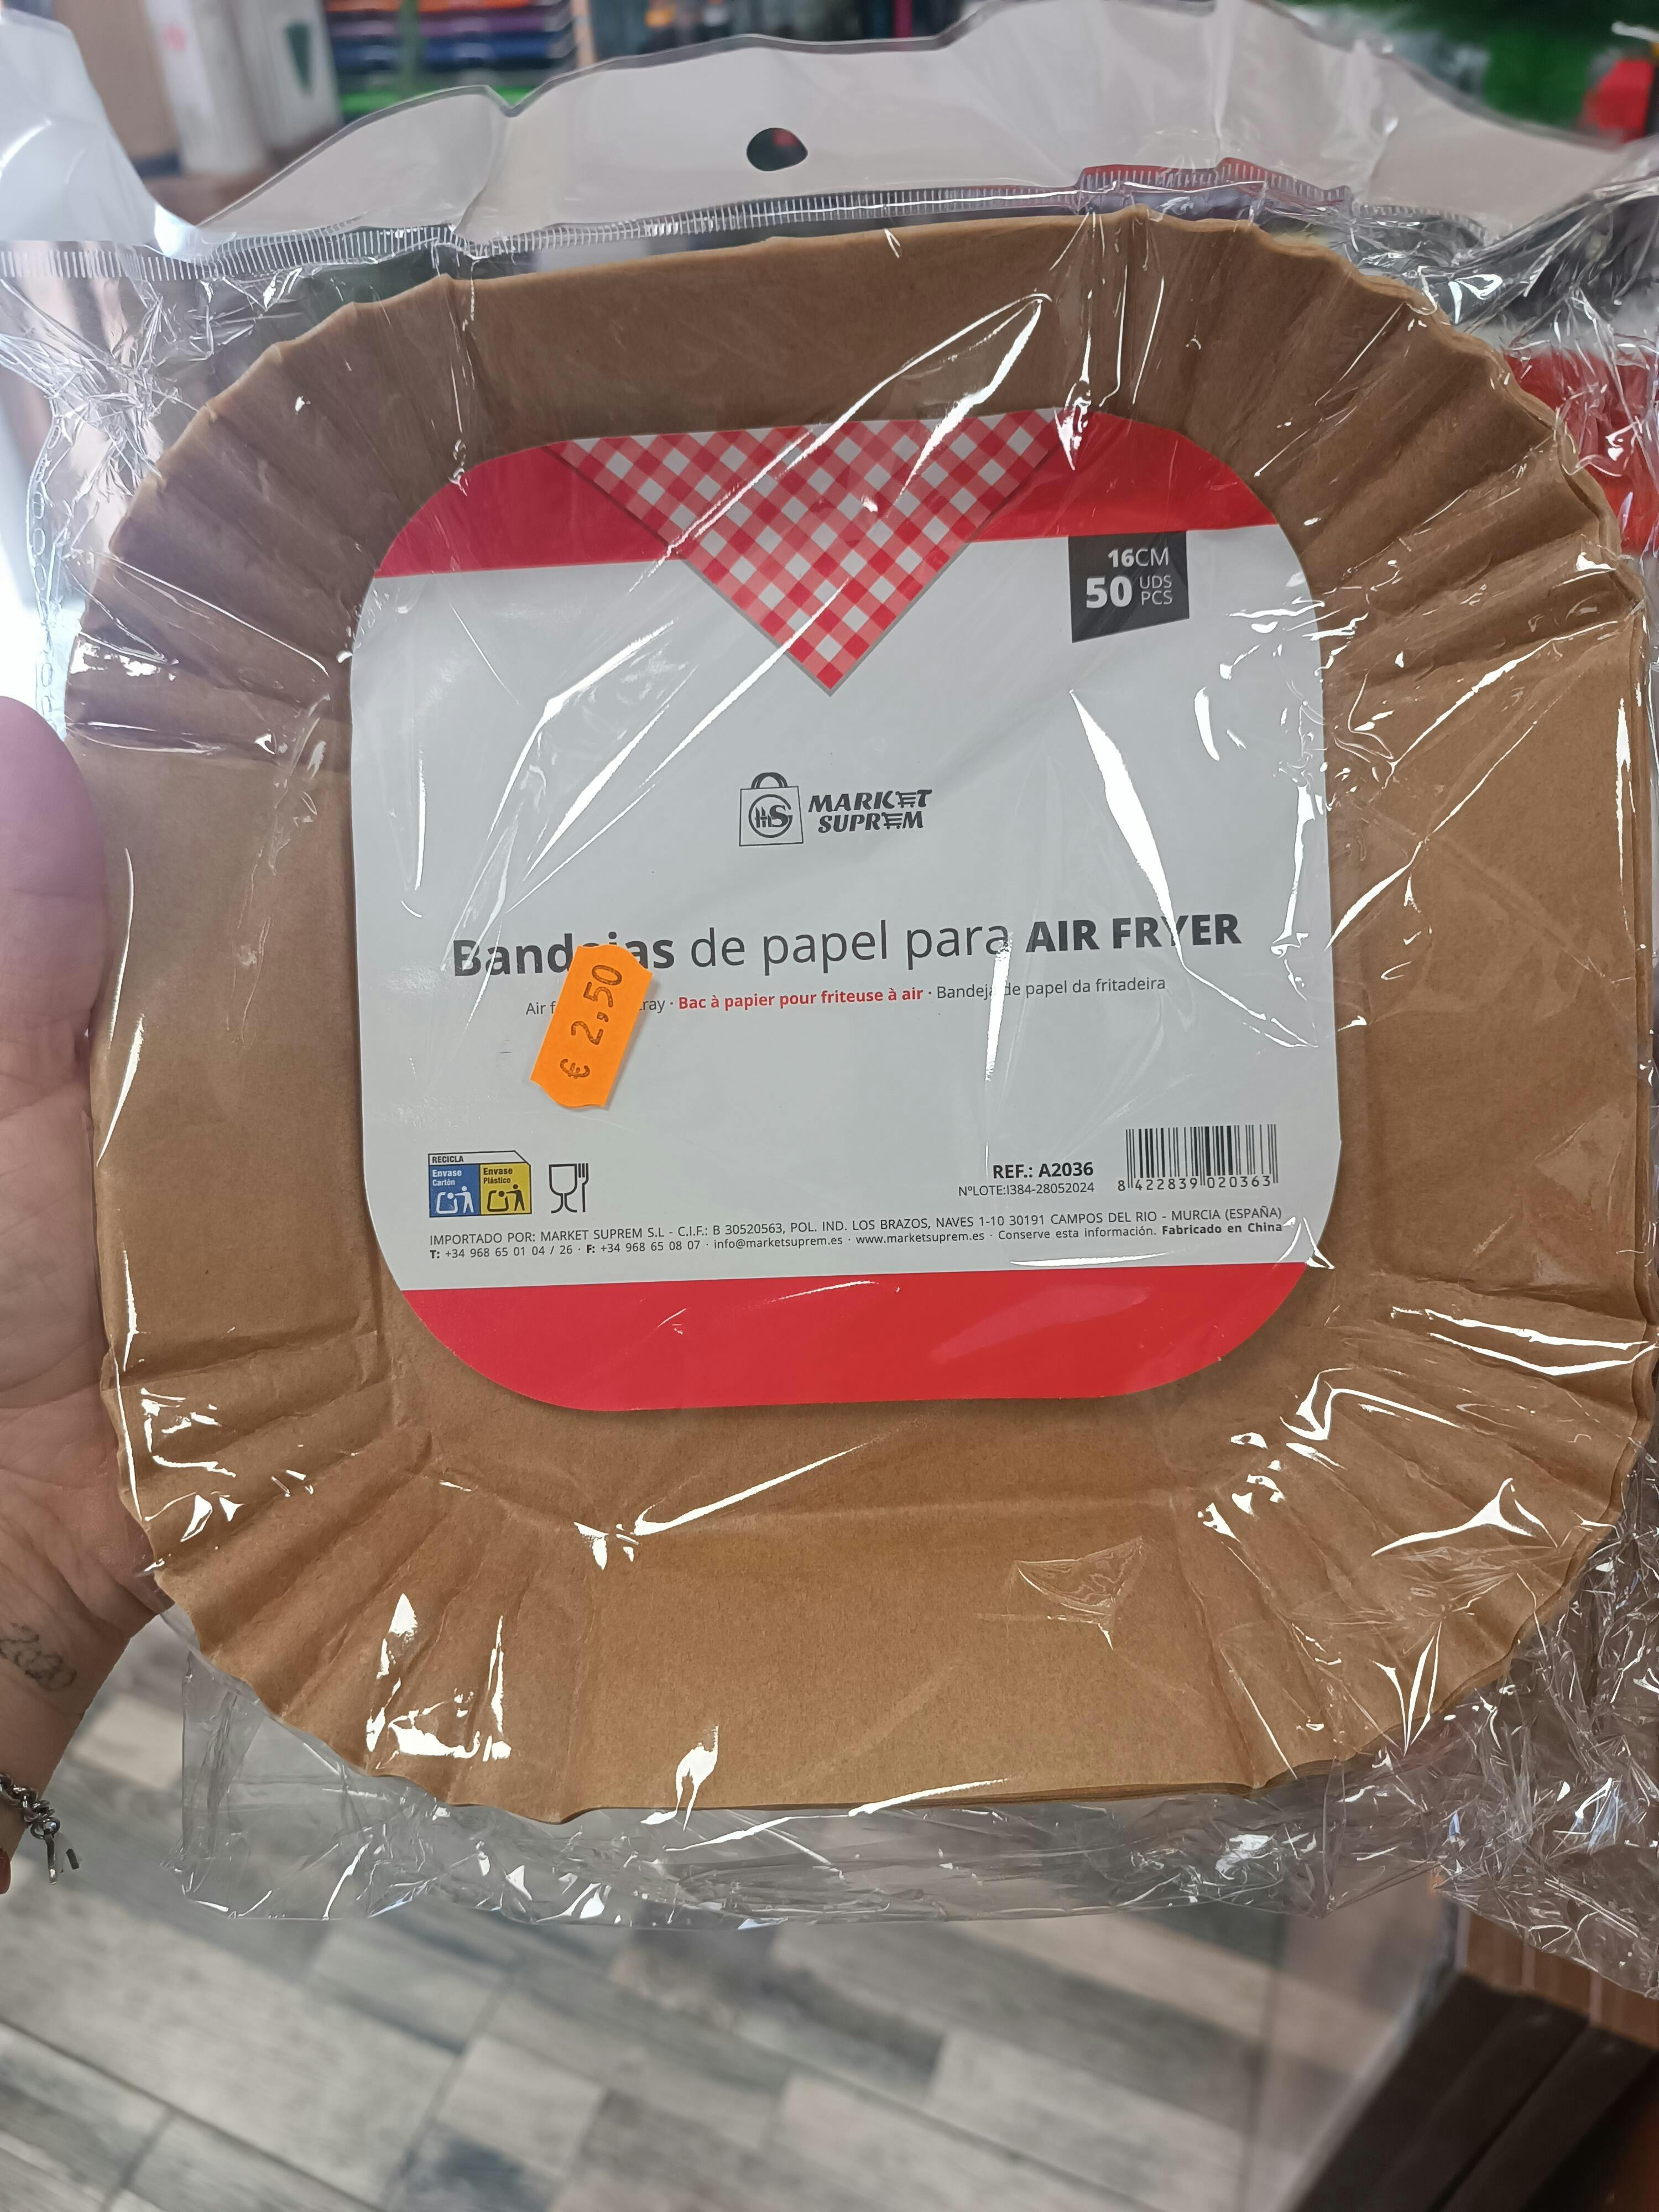 16CM
50 UDS
PCS
MARKET
SUPREM
de papel para AIR FRYER
Air · Bac à papier pour friteuse à air · Bandeja de papel da fritadeira
€ 2,50
RECICLA
Envase
Cartón
Envase
Plástico
REF.: A2036
NºLOTE:I384-28052024
8 422839 020363
IMPORTADO POR: MARKET SUPREM S.L - C.I.F.: B 30520563, POL. IND. LOS BRAZOS, NAVES 1-10 30191 CAMPOS DEL RIO - MURCIA (ESPAÑA)
T: +34 968 65 01 04 / 26 · F: +34 968 65 08 07 · info@marketsuprem.es · www.marketsuprem.es · Conserve esta información. Fabricado en China